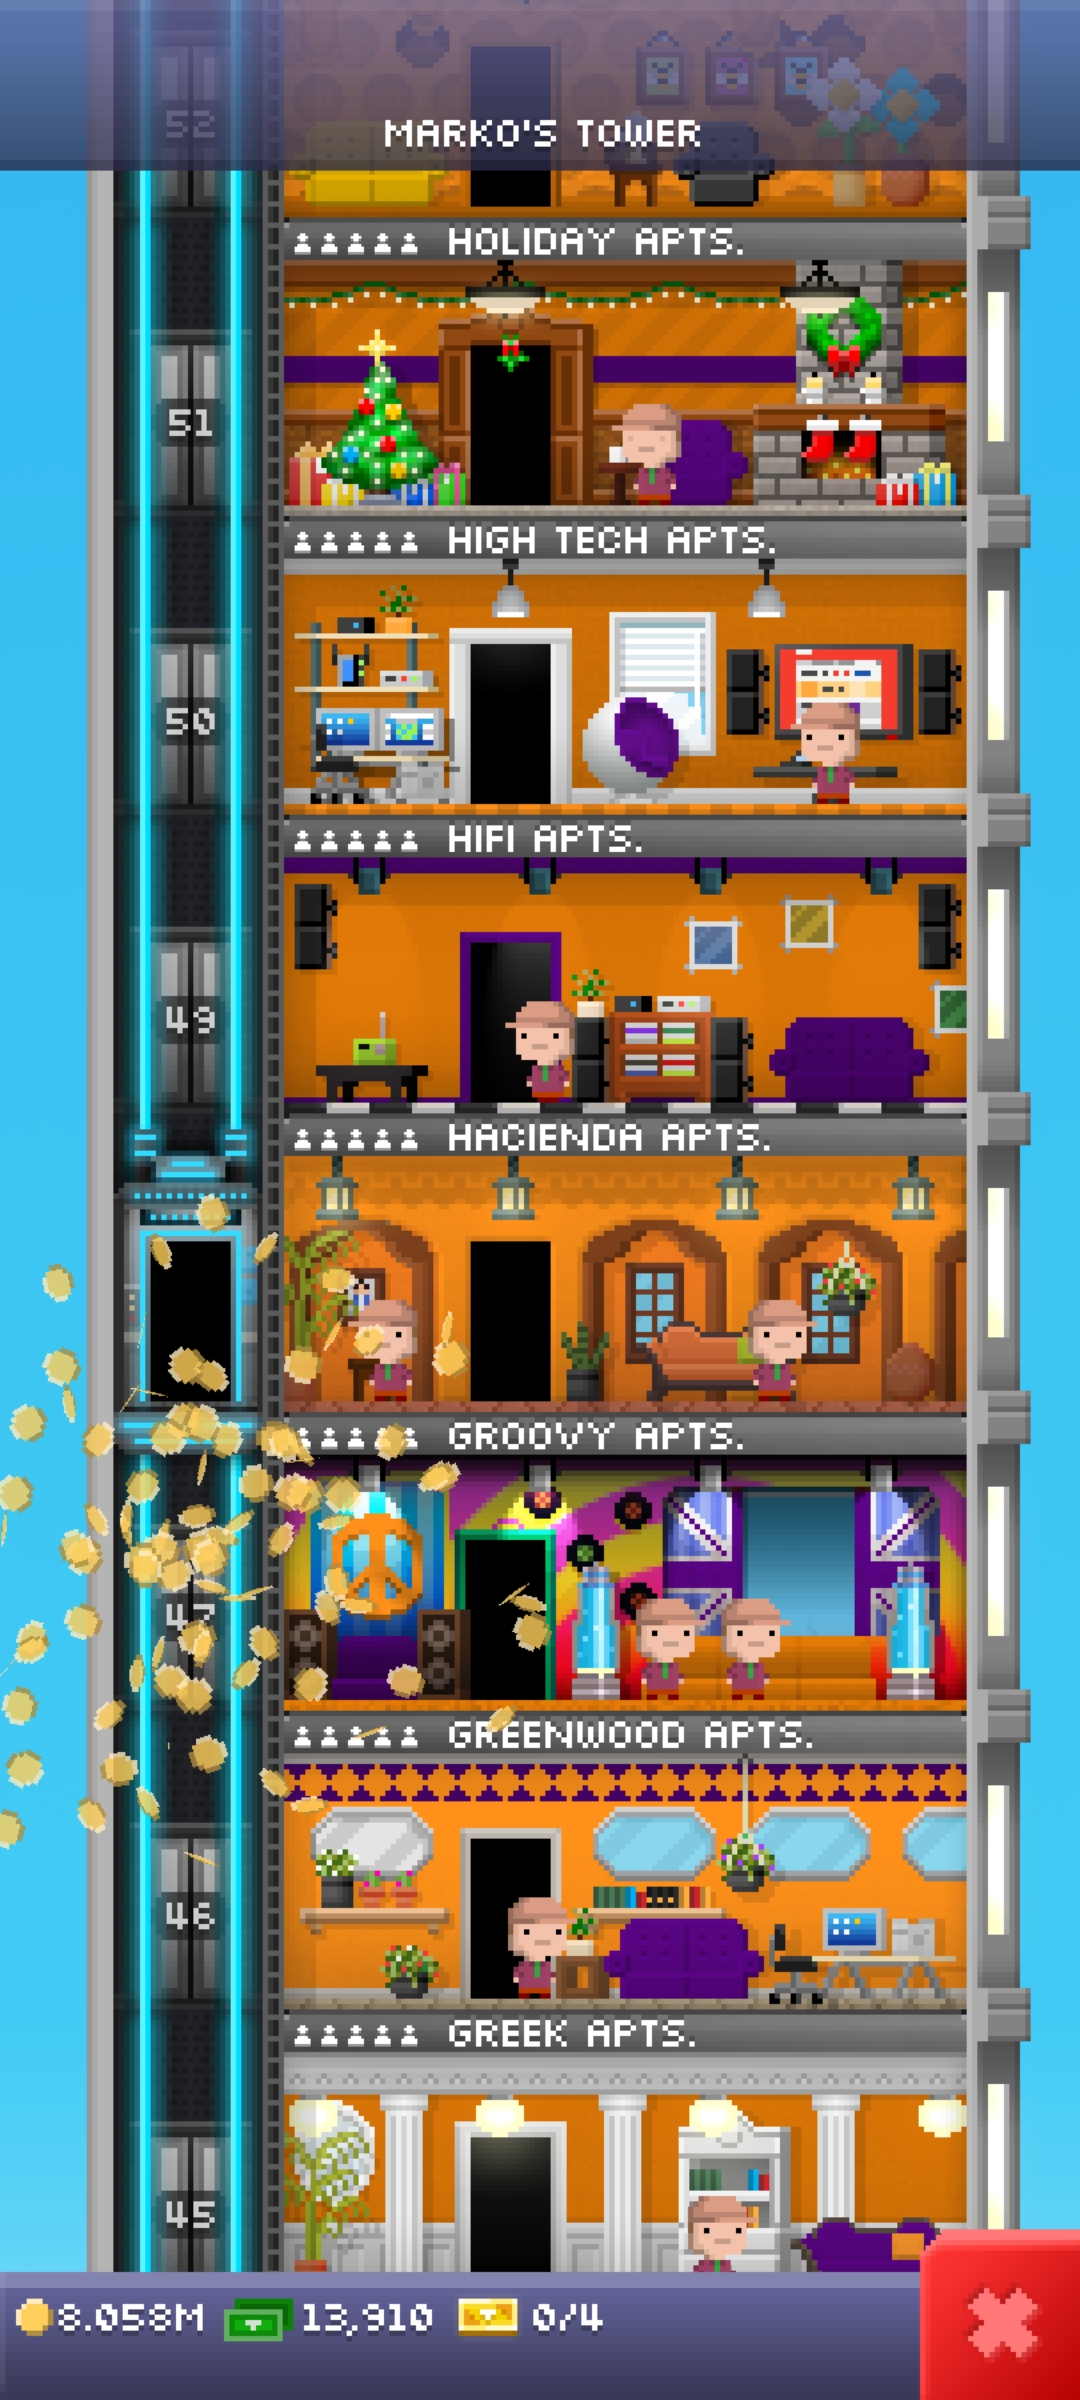 52
MARKO'S TOWER
HOLIDAY APTS.
51
HIGH TECH APTS.
50
HIFI APTS.
49
HACIENDA APTS.
GROOVY APTS.
47
GREENWOOD APTS.
46
GREEK APTS.
45
8.058M 13,910 0/4